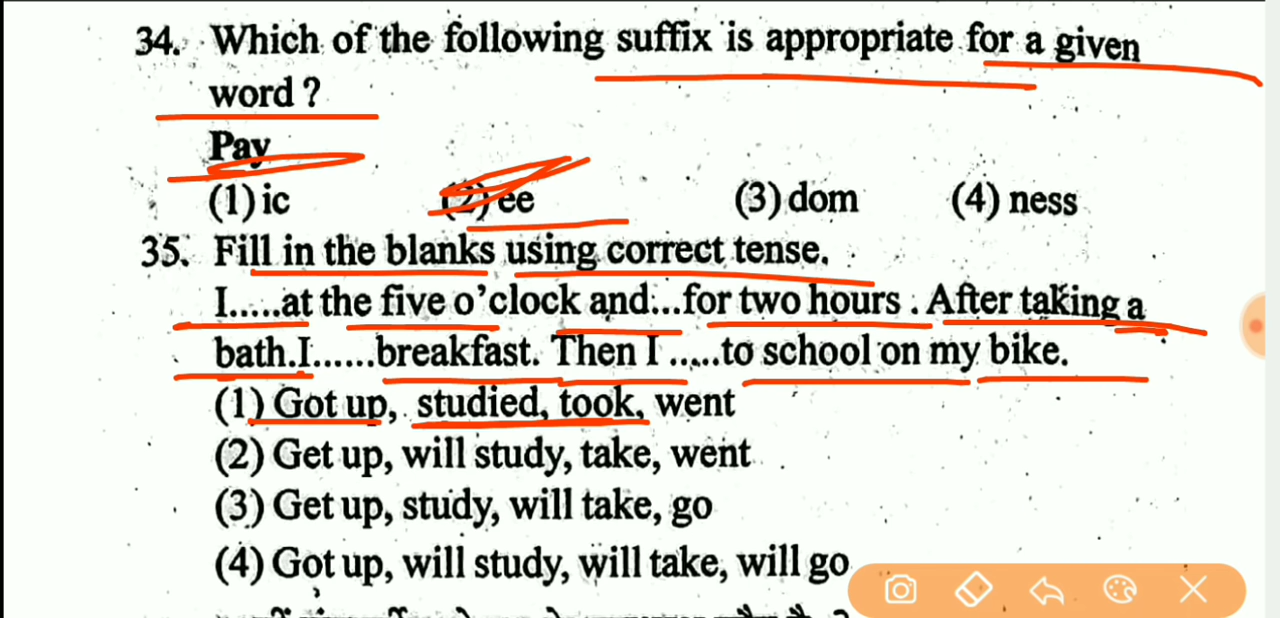 34. Which of the following suffix is appropriate for a given
word ?
Pay
(1) ic (2) ee (3) dom (4) ness
35. Fill in the blanks using correct tense.
I.....at the five o'clock and...for two hours . After taking a
bath.I......breakfast. Then I .....to school on my bike.
(1) Got up, studied, took, went
(2) Get up, will study, take, went
(3) Get up, study, will take, go
(4) Got up, will study, will take, will go